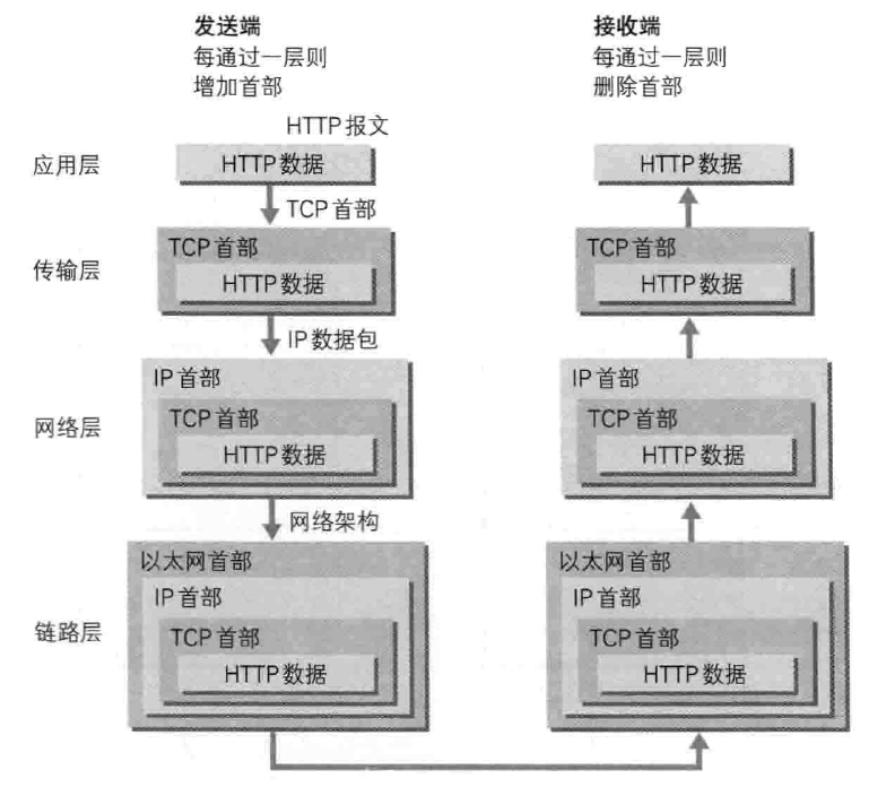 发送端
每通过一层则
增加首部
HTTP 报文
应用层
HTTP 数据
TCP 首部
传输层
TCP 首部
HTTP 数据
IP 数据包
网络层
IP 首部
TCP 首部
HTTP 数据
网络架构
链路层
以太网首部
IP 首部
TCP 首部
HTTP 数据
接收端
每通过一层则
删除首部
HTTP 数据
TCP 首部
HTTP 数据
IP 首部
TCP 首部
HTTP 数据
以太网首部
IP 首部
TCP 首部
HTTP 数据